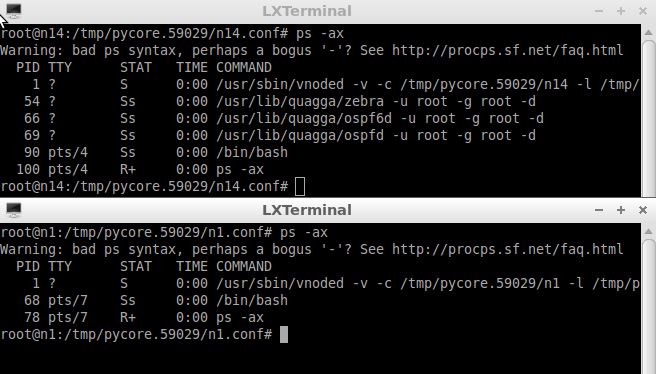 LXTerminal
root@n14:/tmp/pycore.59029/n14.conf# ps -ax
Warning: bad ps syntax, perhaps a bogus '-'? See http://procps.sf.net/faq.html
  PID TTY      STAT   TIME COMMAND
    1 ?        S      0:00 /usr/sbin/vnoded -v -c /tmp/pycore.59029/n14 -l /tmp/
   54 ?        Ss     0:00 /usr/lib/quagga/zebra -u root -g root -d
   66 ?        Ss     0:00 /usr/lib/quagga/ospf6d -u root -g root -d
   69 ?        Ss     0:00 /usr/lib/quagga/ospfd -u root -g root -d
   90 pts/4    Ss     0:00 /bin/bash
  100 pts/4    R+     0:00 ps -ax
root@n14:/tmp/pycore.59029/n14.conf#
LXTerminal
root@n1:/tmp/pycore.59029/n1.conf# ps -ax
Warning: bad ps syntax, perhaps a bogus '-'? See http://procps.sf.net/faq.html
  PID TTY      STAT   TIME COMMAND
    1 ?        S      0:00 /usr/sbin/vnoded -v -c /tmp/pycore.59029/n1 -l /tmp/p
   68 pts/7    Ss     0:00 /bin/bash
   78 pts/7    R+     0:00 ps -ax
root@n1:/tmp/pycore.59029/n1.conf#